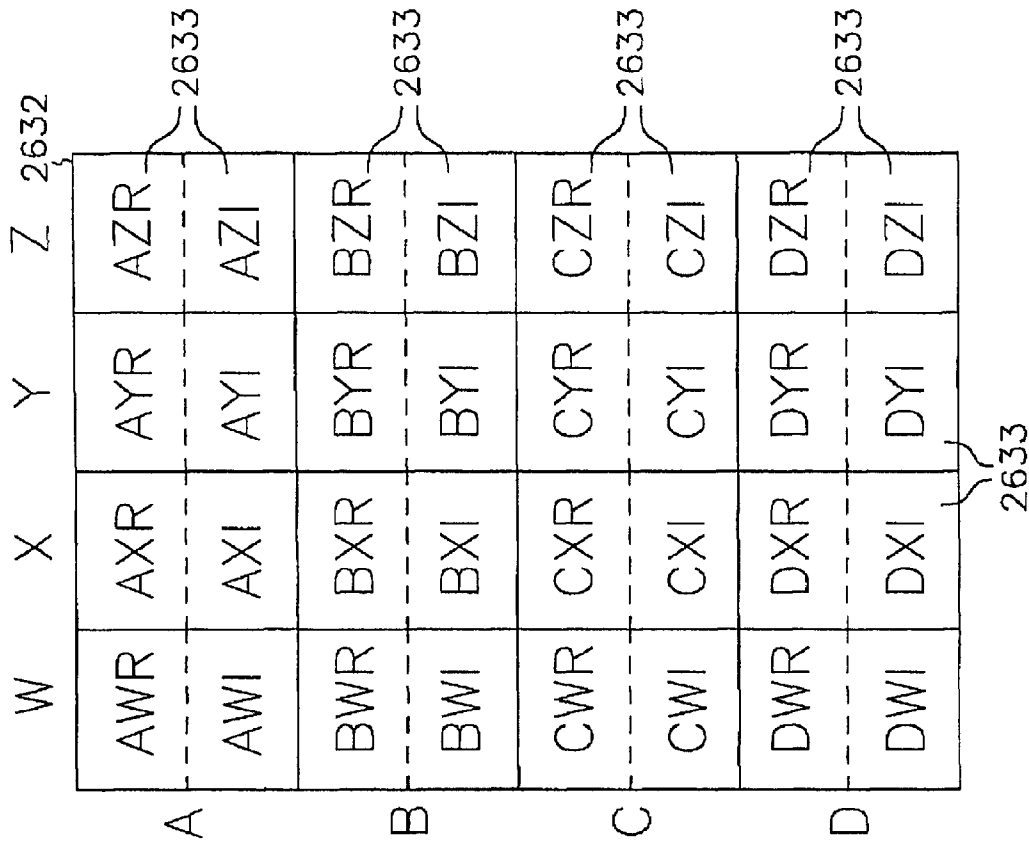 W X Y Z
2632
A
AWR AXR AYR AZR
AWI AXI AYI AZI
2633
B
BWR BXR BYR BZR
BWI BXI BYI BZI
2633
C
CWR CXR CYR CZR
CWI CXI CYI CZI
2633
D
DWR DXR DYR DZR
DWI DXI DYI DZI
2633
2633